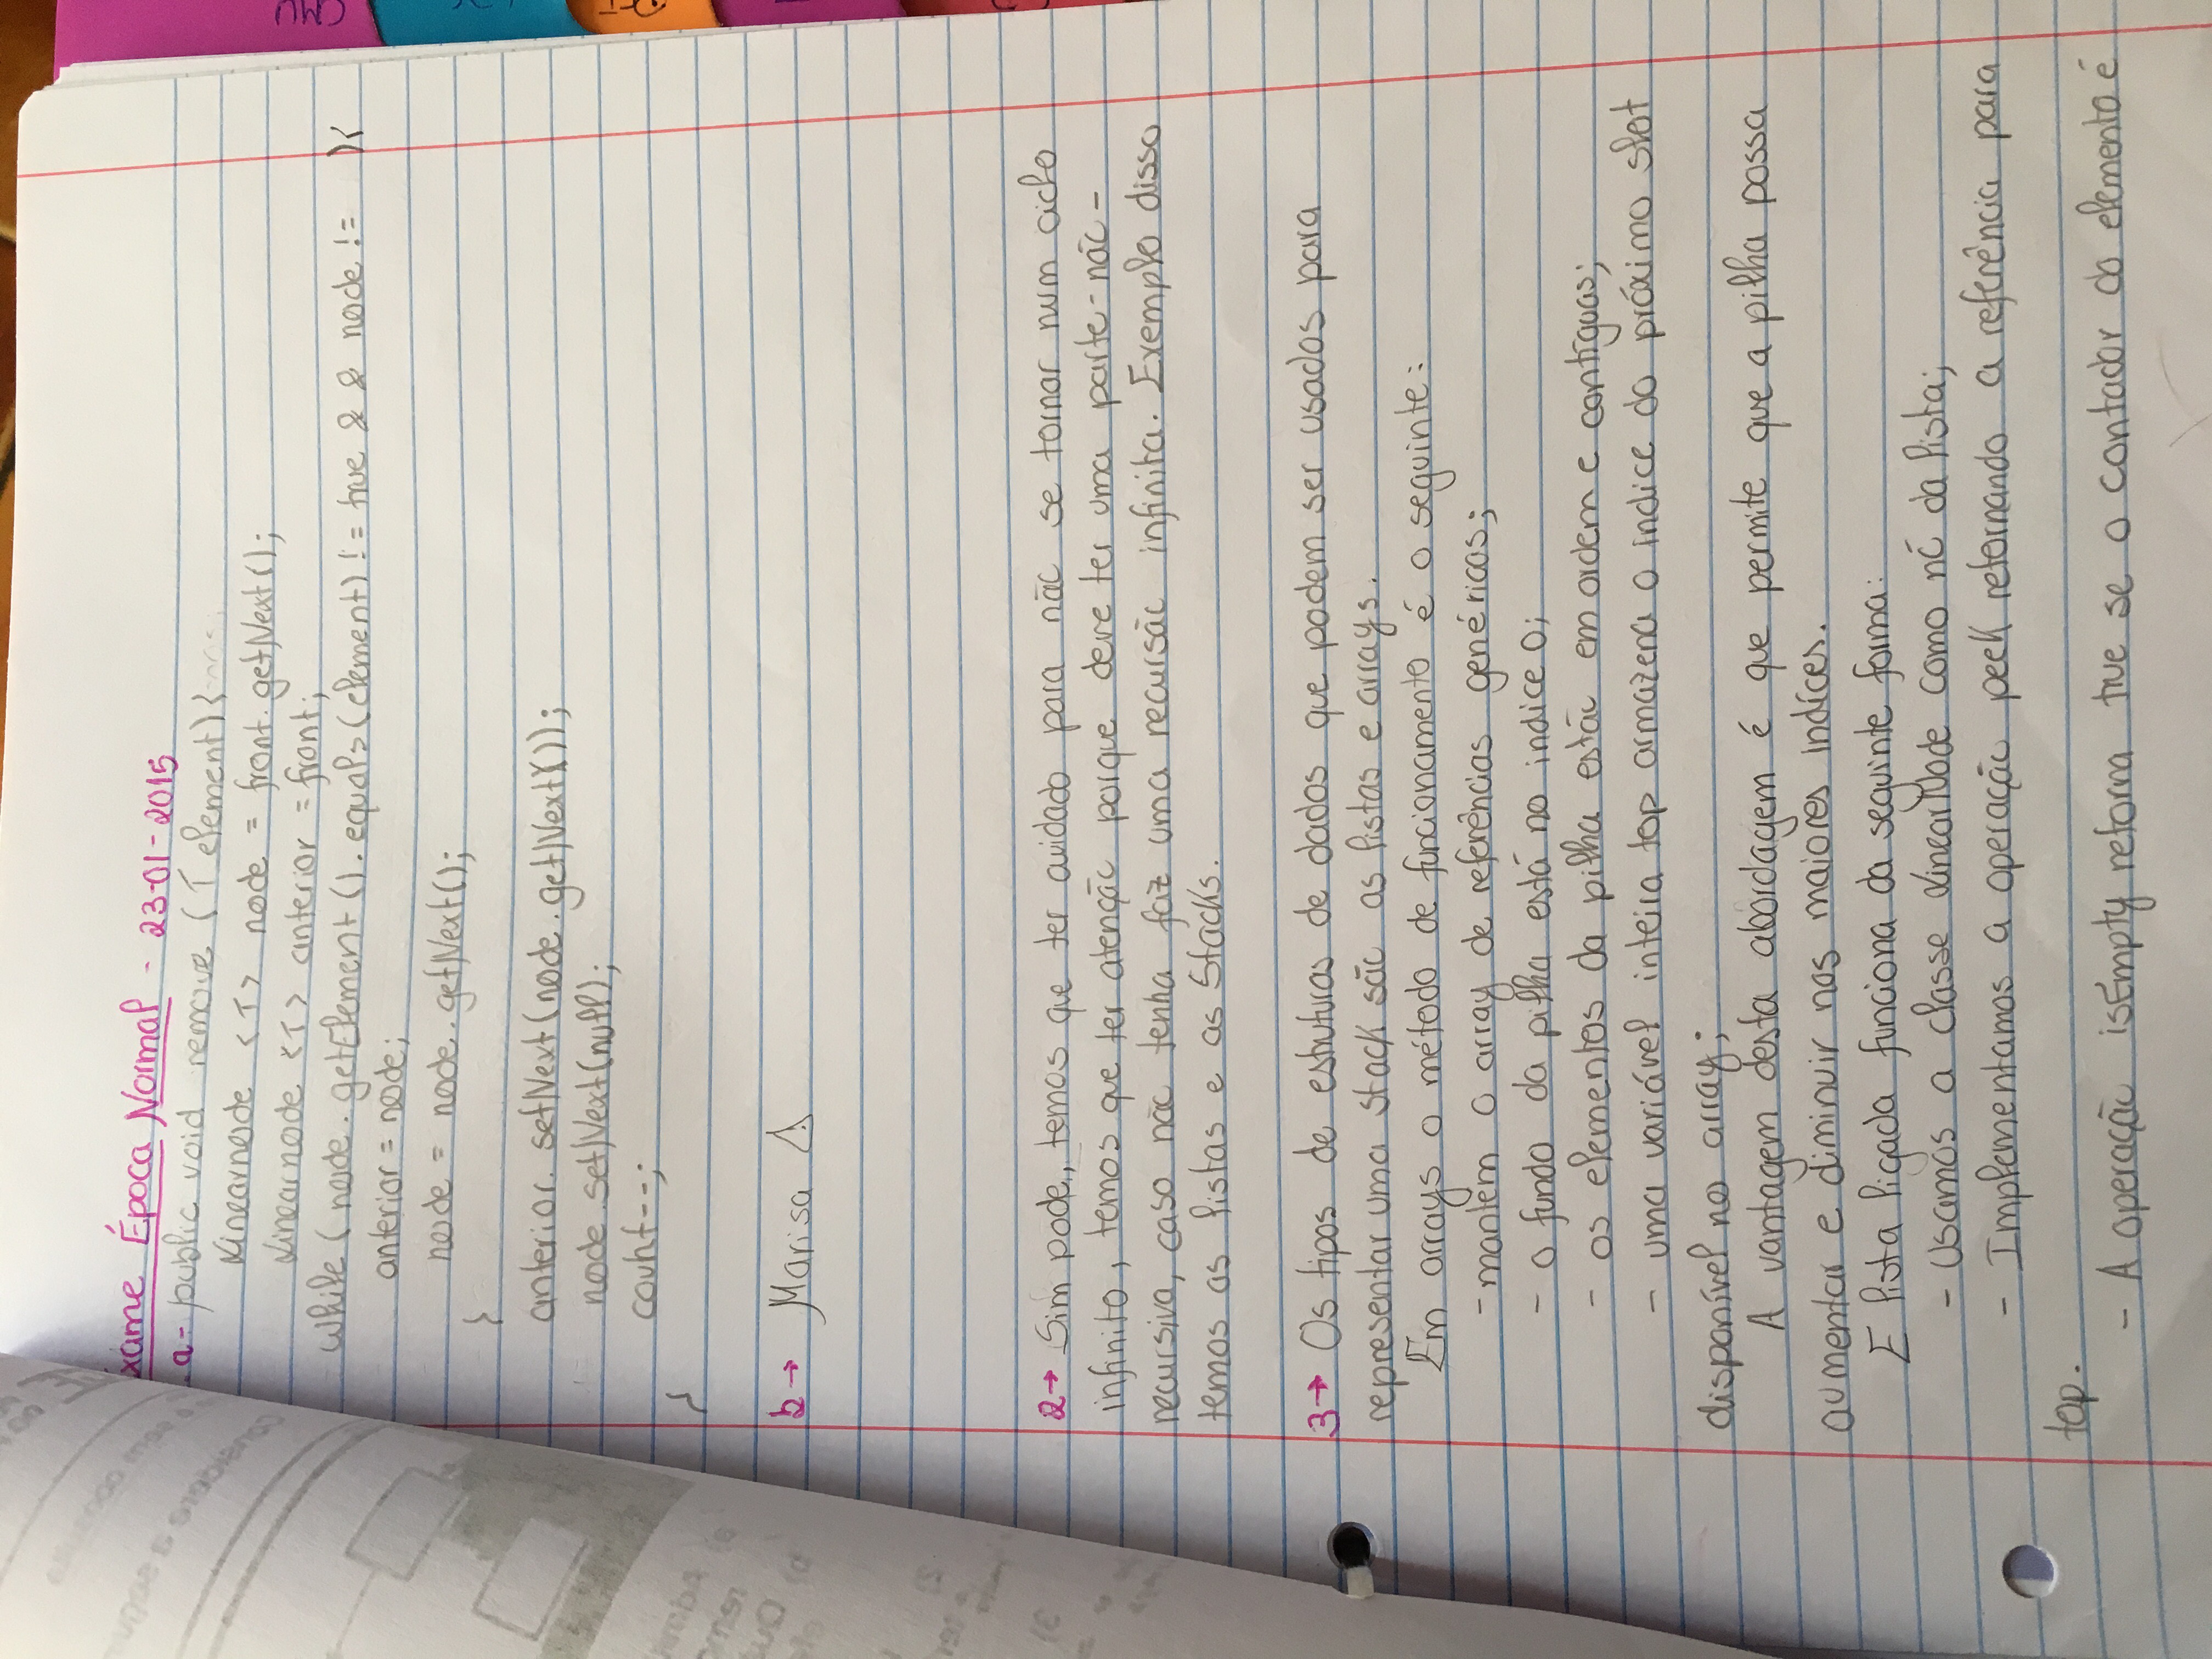 xame Época Normal - 23-01-2015
.a- public void remove (T element){
Linearnode <T> node = front.getNext();
Linearnode <T> anterior = front;
while (node.getElement().equals(element) != true && node != ){
anterior = node;
node = node.getNext();
}
anterior.setNext(node.getNext());
node.setNext(null);
count--;
}
b→ Marisa
2→ Sim pode,, temos que ter cuidado para não se tornar num ciclo
infinito, temos que ter atenção porque deve ter uma parte-não-
recursiva, caso não tenha faz uma recursão infinita. Exemplo disso
temos as listas e as Stacks.
3→ Os tipos de estruturas de dados que podem ser usados para
representar uma stack são as listas e arrays.
Em arrays o método de funcionamento é o seguinte:
-mantém o array de referências genéricas;
- o fundo da pilha está no indice 0;
- os elementos da pilha estão em ordem e contíguas;
- uma variável inteira top armazena o indice do próximo slot
disponível no array;
A vantagem desta abordagem é que permite que a pilha possa
aumentar e diminuir nos maiores indíces.
E lista ligada funciona da seguinte forma:
- Usamos a classe LinearNode como nó da lista;
- Implementamos a operação peek retornando a referência para
top.
- A operação isEmpty retorna true se o contador do elemento é
CMU